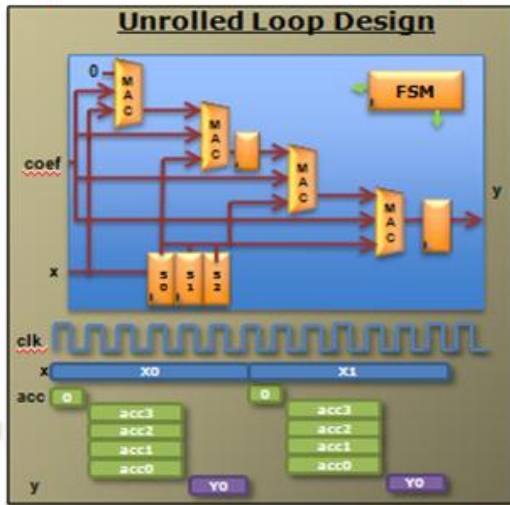 Unrolled Loop Design
0
MAC
FSM
MAC
MAC
coef
y
MAC
x
S0 S1 S2
clk
x X0 X1
acc 0 0
acc3 acc3
acc2 acc2
acc1 acc1
acc0 acc0
y Y0 Y0